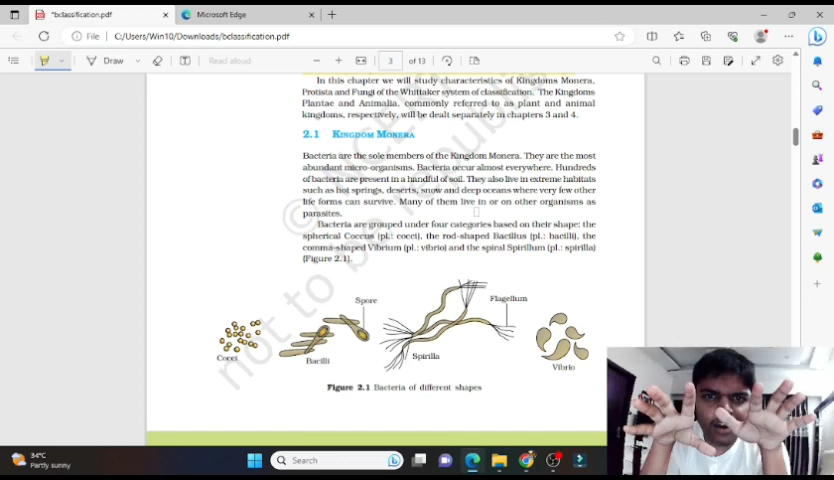 *bclassification.pdf
Microsoft Edge
File
C:/Users/Win10/Downloads/bclassification.pdf
Draw
Read aloud
3
of 13
In this chapter we will study characteristics of Kingdoms Monera,
Protista and Fungi of the Whittaker system of classification. The Kingdoms
Plantae and Animalia, commonly referred to as plant and animal
kingdoms, respectively, will be dealt separately in chapters 3 and 4.
2.1 KINGDOM MONERA
Bacteria are the sole members of the Kingdom Monera. They are the most
abundant micro-organisms. Bacteria occur almost everywhere. Hundreds
of bacteria are present in a handful of soil. They also live in extreme habitats
such as hot springs, deserts, snow and deep oceans where very few other
life forms can survive. Many of them live in or on other organisms as
parasites.
Bacteria are grouped under four categories based on their shape: the
spherical Coccus (pl.: cocci), the rod-shaped Bacillus (pl.: bacilli), the
comma-shaped Vibrium (pl.: vibrio) and the spiral Spirillum (pl.: spirilla)
(Figure 2.1).
Spore
Flagellum
Cocci
Bacilli
Spirilla
Vibrio
Figure 2.1 Bacteria of different shapes
© NCERT
not to be republished
34°C
Partly sunny
Search